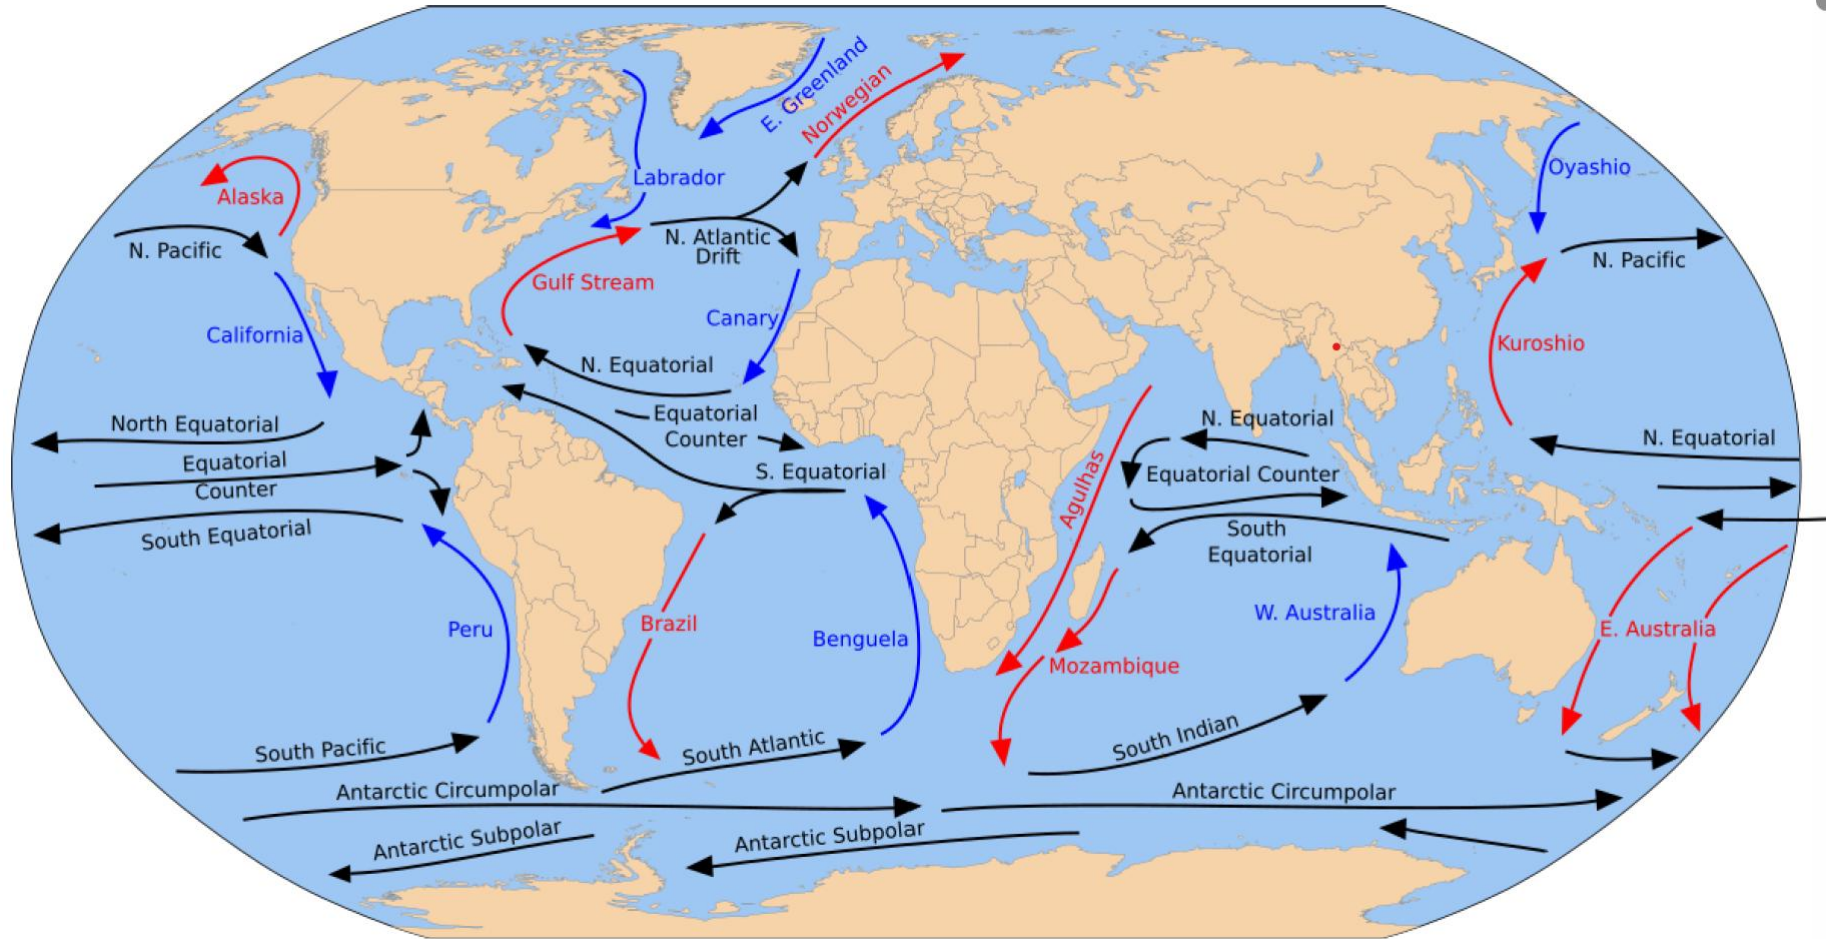 E. Greenland
Norwegian
Labrador
Oyashio
Alaska
N. Pacific
N. Atlantic
Drift
N. Pacific
Gulf Stream
California
Canary
Kuroshio
N. Equatorial
North Equatorial
Equatorial
Counter
N. Equatorial
N. Equatorial
Equatorial
Counter
S. Equatorial
Equatorial Counter
Agulhas
South Equatorial
South
Equatorial
Peru
Brazil
Benguela
W. Australia
E. Australia
Mozambique
South Pacific
South Atlantic
South Indian
Antarctic Circumpolar
Antarctic Circumpolar
Antarctic Subpolar
Antarctic Subpolar